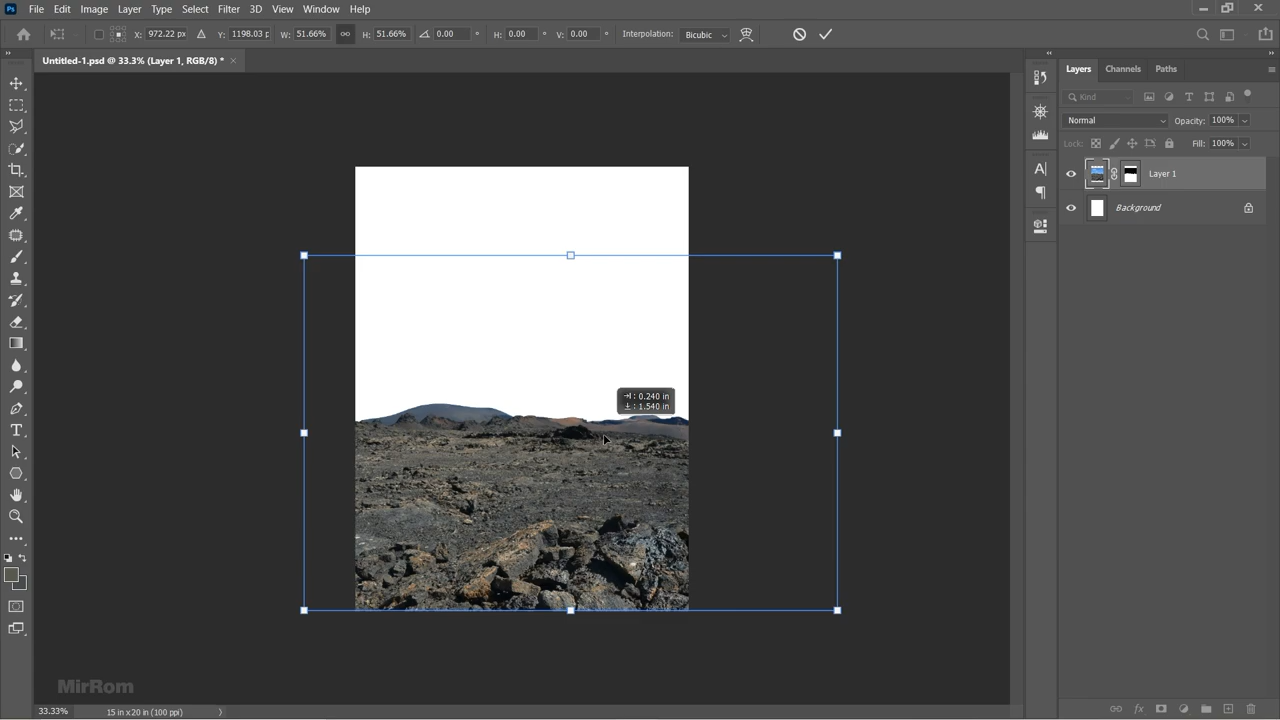 Ps File Edit Image Layer Type Select Filter 3D View Window Help
X: 972.22 px Y: 1198.03 p W: 51.66% H: 51.66% 0.00 ° H: 0.00 ° V: 0.00 ° Interpolation: Bicubic
Untitled-1.psd @ 33.3% (Layer 1, RGB/8) * ×
Layers Channels Paths
Kind
Normal Opacity: 100%
Lock: Fill: 100%
Layer 1
Background
: 0.240 in
: 1.540 in
MirRom
33.33% 15 in x 20 in (100 ppi)